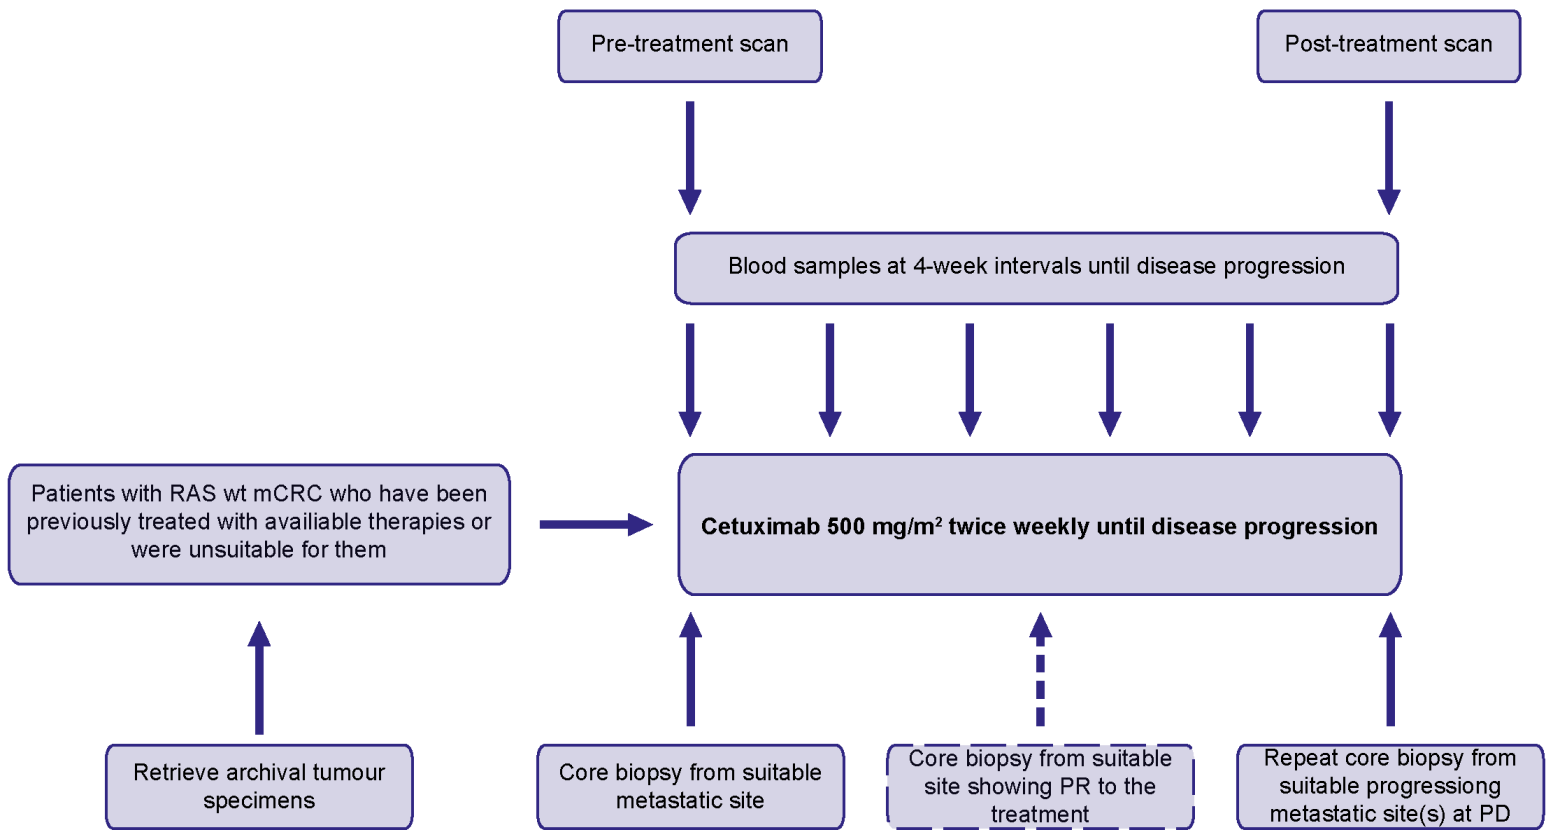 Pre-treatment scan
Post-treatment scan
Blood samples at 4-week intervals until disease progression
Patients with RAS wt mCRC who have been
previously treated with availiable therapies or
were unsuitable for them
Cetuximab 500 mg/m² twice weekly until disease progression
Retrieve archival tumour
specimens
Core biopsy from suitable
metastatic site
Core biopsy from suitable
site showing PR to the
treatment
Repeat core biopsy from
suitable progressiong
metastatic site(s) at PD